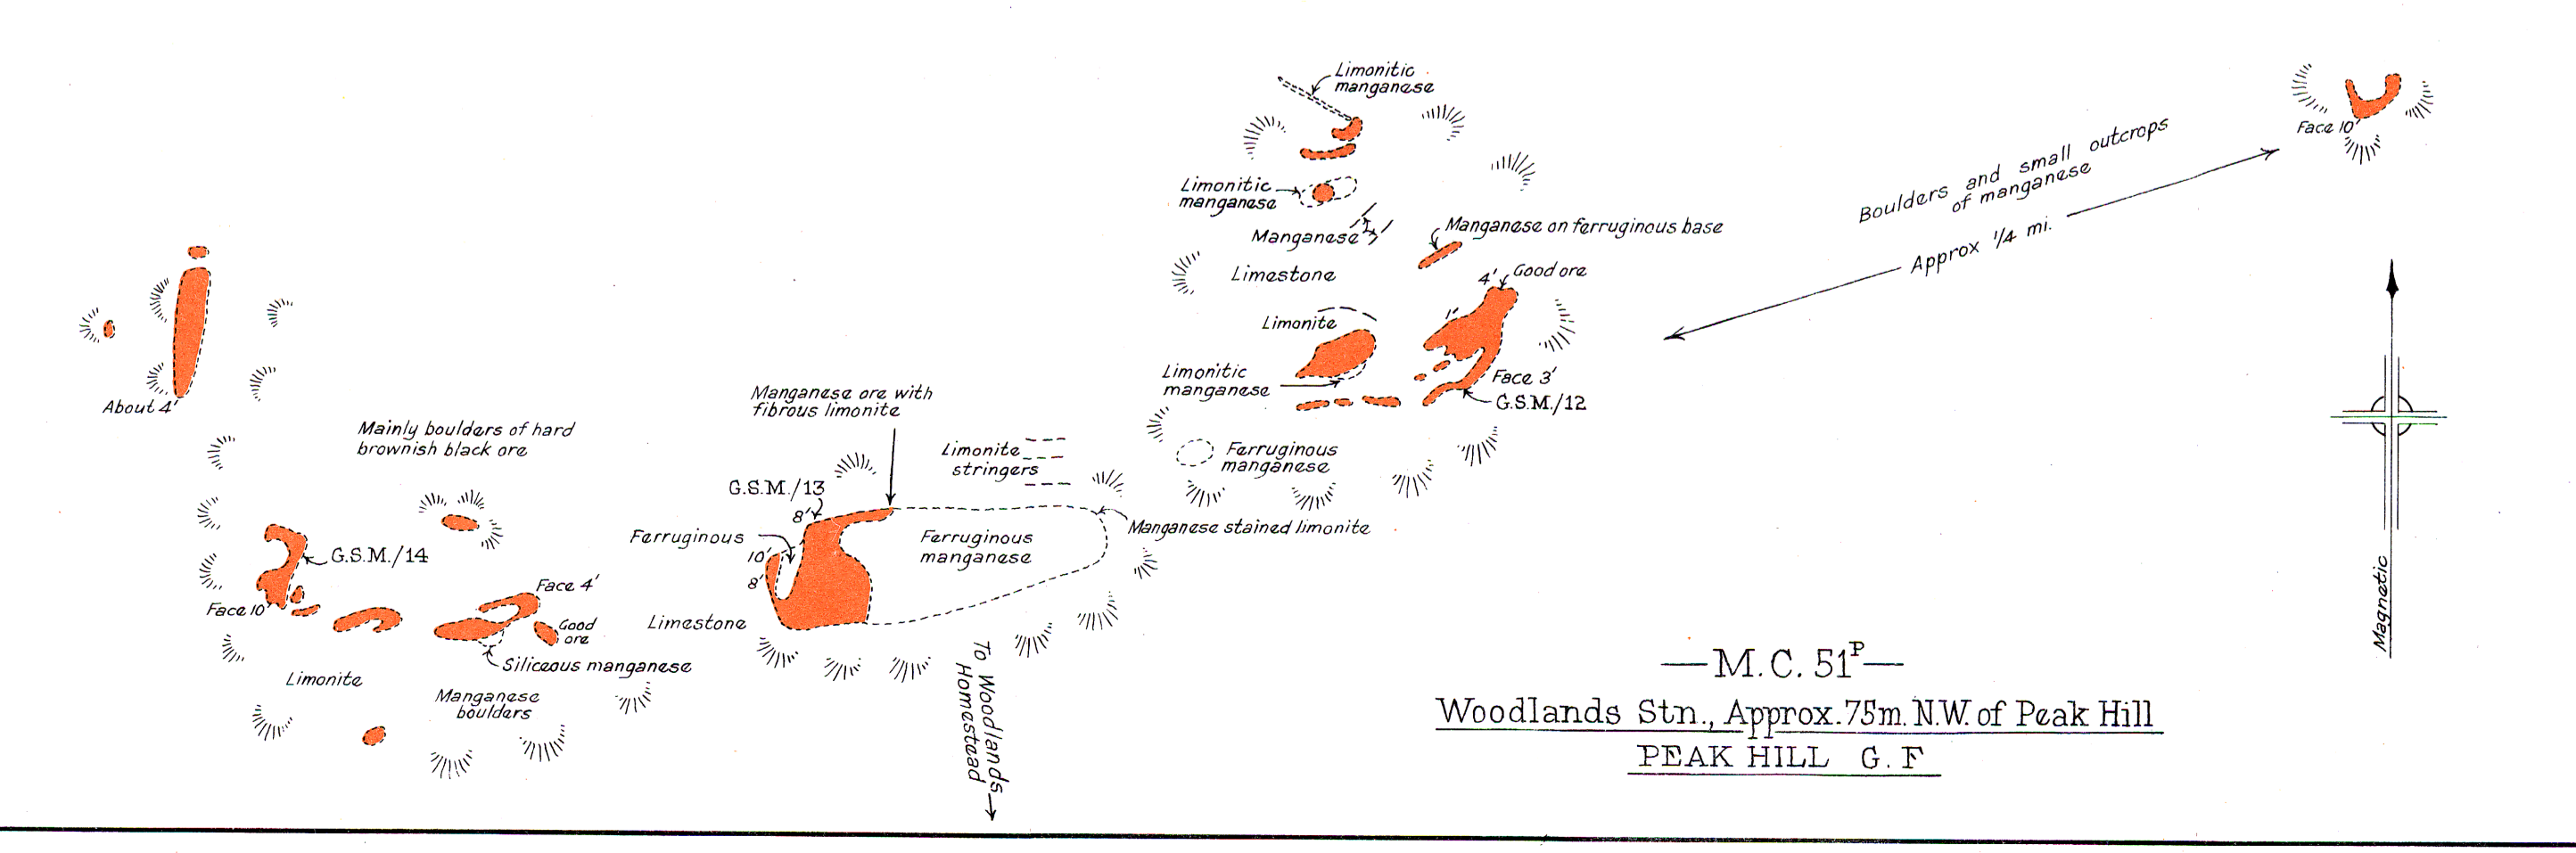 Limonitic
manganese
Face 10'
Boulders and small outcrops
of manganese
Approx 1/4 mi.
Limonitic
manganese
Manganese
Manganese on ferruginous base
Limestone
4'
Good ore
1'
Limonite
Limonitic
manganese
Face 3'
G.S.M./12
About 4'
Mainly boulders of hard
brownish black ore
Manganese ore with
fibrous limonite
Limonite
stringers
Ferruginous
manganese
G.S.M./13
8'
Manganese stained limonite
Ferruginous
Ferruginous
manganese
10'
8'
G.S.M./14
Face 10'
Face 4'
Good
ore
Limestone
Siliceous manganese
Limonite
Manganese
boulders
To Woodlands
Homestead
Magnetic
—M.C. 51ᴾ—
Woodlands Stn., Approx. 75m. N.W. of Peak Hill
PEAK HILL G. F